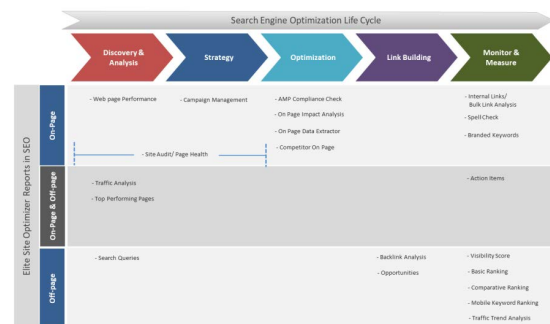 Search Engine Optimization Life Cycle
Discovery &
Analysis
Strategy
Optimization
Link Building
Monitor &
Measure
Elite Site Optimizer Reports in SEO
On-Page
- Web page Performance
- Campaign Management
- AMP Compliance Check
- On Page Impact Analysis
- On Page Data Extractor
- Competitor On Page
- Internal Links/
Bulk Link Analysis
- Spell Check
- Branded Keywords
- Site Audit/ Page Health
On-Page & Off-page
- Traffic Analysis
- Top Performing Pages
- Action Items
Off-page
- Search Queries
- Backlink Analysis
- Opportunities
- Visibility Score
- Basic Ranking
- Comparative Ranking
- Mobile Keyword Ranking
- Traffic Trend Analysis